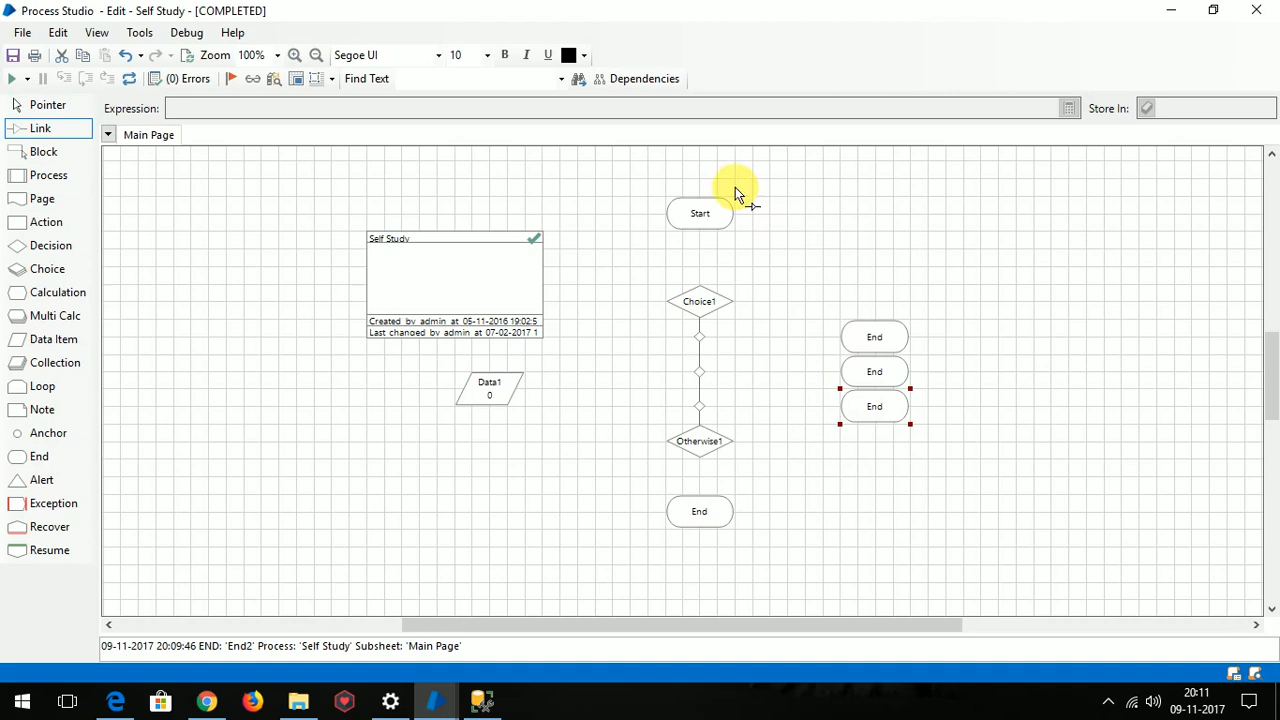 Process Studio - Edit - Self Study - [COMPLETED]
File Edit View Tools Debug Help
Zoom 100% Segoe UI 10 B I U
(0) Errors Find Text Dependencies
Pointer
Expression: Store In:
Link
Main Page
Block
Process
Page
Action
Decision
Choice
Calculation
Multi Calc
Data Item
Collection
Loop
Note
Anchor
End
Alert
Exception
Recover
Resume
Start
Self Study
Choice1
Created by admin at 05-11-2016 19:02:5
Last changed by admin at 07-02-2017 1
End
End
Data1
0
End
Otherwise1
End
09-11-2017 20:09:46 END: 'End2' Process: 'Self Study' Subsheet: 'Main Page'
20:11
09-11-2017